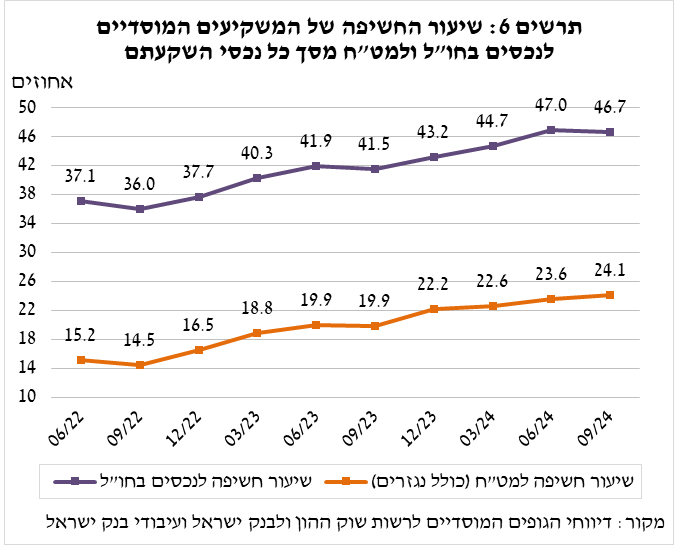 תרשים 6: שיעור החשיפה של המשקיעים המוסדיים
לנכסים בחו"ל ולמט"ח מסך כל נכסי השקעתם
אחוזים
50
46
42
38
34
30
26
22
18
14
10
37.1 36.0 37.7 40.3 41.9 41.5 43.2 44.7 47.0 46.7
15.2 14.5 16.5 18.8 19.9 19.9 22.2 22.6 23.6 24.1
06/22 09/22 12/22 03/23 06/23 09/23 12/23 03/24 06/24 09/24
שיעור חשיפה למט"ח (כולל נגזרים) שיעור חשיפה לנכסים בחו"ל
מקור: דיווחי הגופים המוסדיים לרשות שוק ההון ולבנק ישראל ועיבודי בנק ישראל